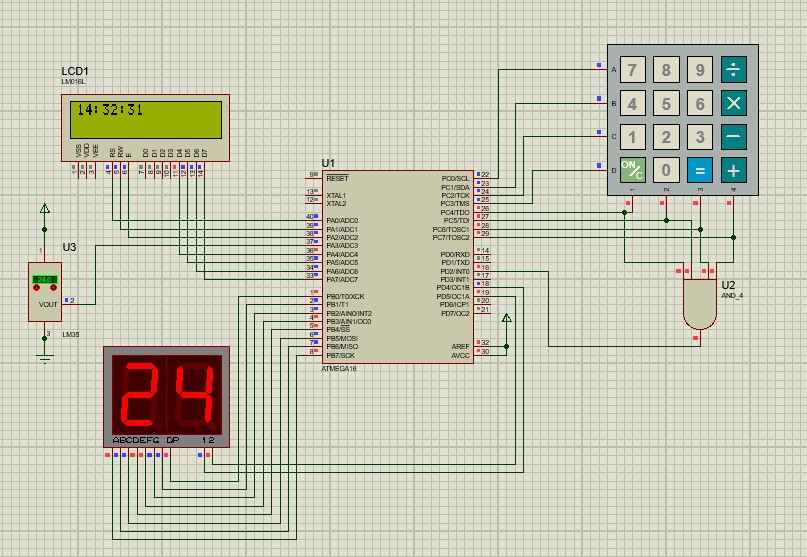 LCD1
LM016L
14:32:31
VSS
VDD
VEE
RS
RW
E
D0
D1
D2
D3
D4
D5
D6
D7
1
2
3
4
5
6
7
8
9
10
11
12
13
14
U3
1
24.0
VOUT
2
3
LM35
U1
9
RESET
13
XTAL1
12
XTAL2
40
PA0/ADC0
39
PA1/ADC1
38
PA2/ADC2
37
PA3/ADC3
36
PA4/ADC4
35
PA5/ADC5
34
PA6/ADC6
33
PA7/ADC7
1
PB0/T0/XCK
2
PB1/T1
3
PB2/AIN0/INT2
4
PB3/AIN1/OC0
5
PB4/SS
6
PB5/MOSI
7
PB6/MISO
8
PB7/SCK
PC0/SCL
22
PC1/SDA
23
PC2/TCK
24
PC3/TMS
25
PC4/TDO
26
PC5/TDI
27
PC6/TOSC1
28
PC7/TOSC2
29
PD0/RXD
14
PD1/TXD
15
PD2/INT0
16
PD3/INT1
17
PD4/OC1B
18
PD5/OC1A
19
PD6/ICP1
20
PD7/OC2
21
AREF
32
AVCC
30
ATMEGA16
A
7
8
9
÷
B
4
5
6
×
C
1
2
3
−
D
ON/C
0
=
+
1
2
3
4
U2
AND_4
24
ABCDEFG DP
12